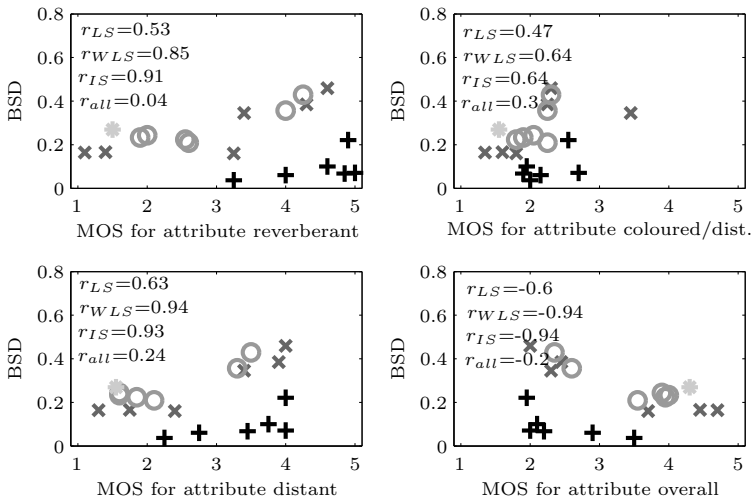 0.8
0.6
0.4
0.2
0
BSD
r_LS=0.53
r_WLS=0.85
r_IS=0.91
r_all=0.04
1 2 3 4 5
MOS for attribute reverberant
0.8
0.6
0.4
0.2
0
BSD
r_LS=0.47
r_WLS=0.64
r_IS=0.64
r_all=0.3
1 2 3 4 5
MOS for attribute coloured/dist.
0.8
0.6
0.4
0.2
0
BSD
r_LS=0.63
r_WLS=0.94
r_IS=0.93
r_all=0.24
1 2 3 4 5
MOS for attribute distant
0.8
0.6
0.4
0.2
0
BSD
r_LS=-0.6
r_WLS=-0.94
r_IS=-0.94
r_all=-0.2
1 2 3 4 5
MOS for attribute overall